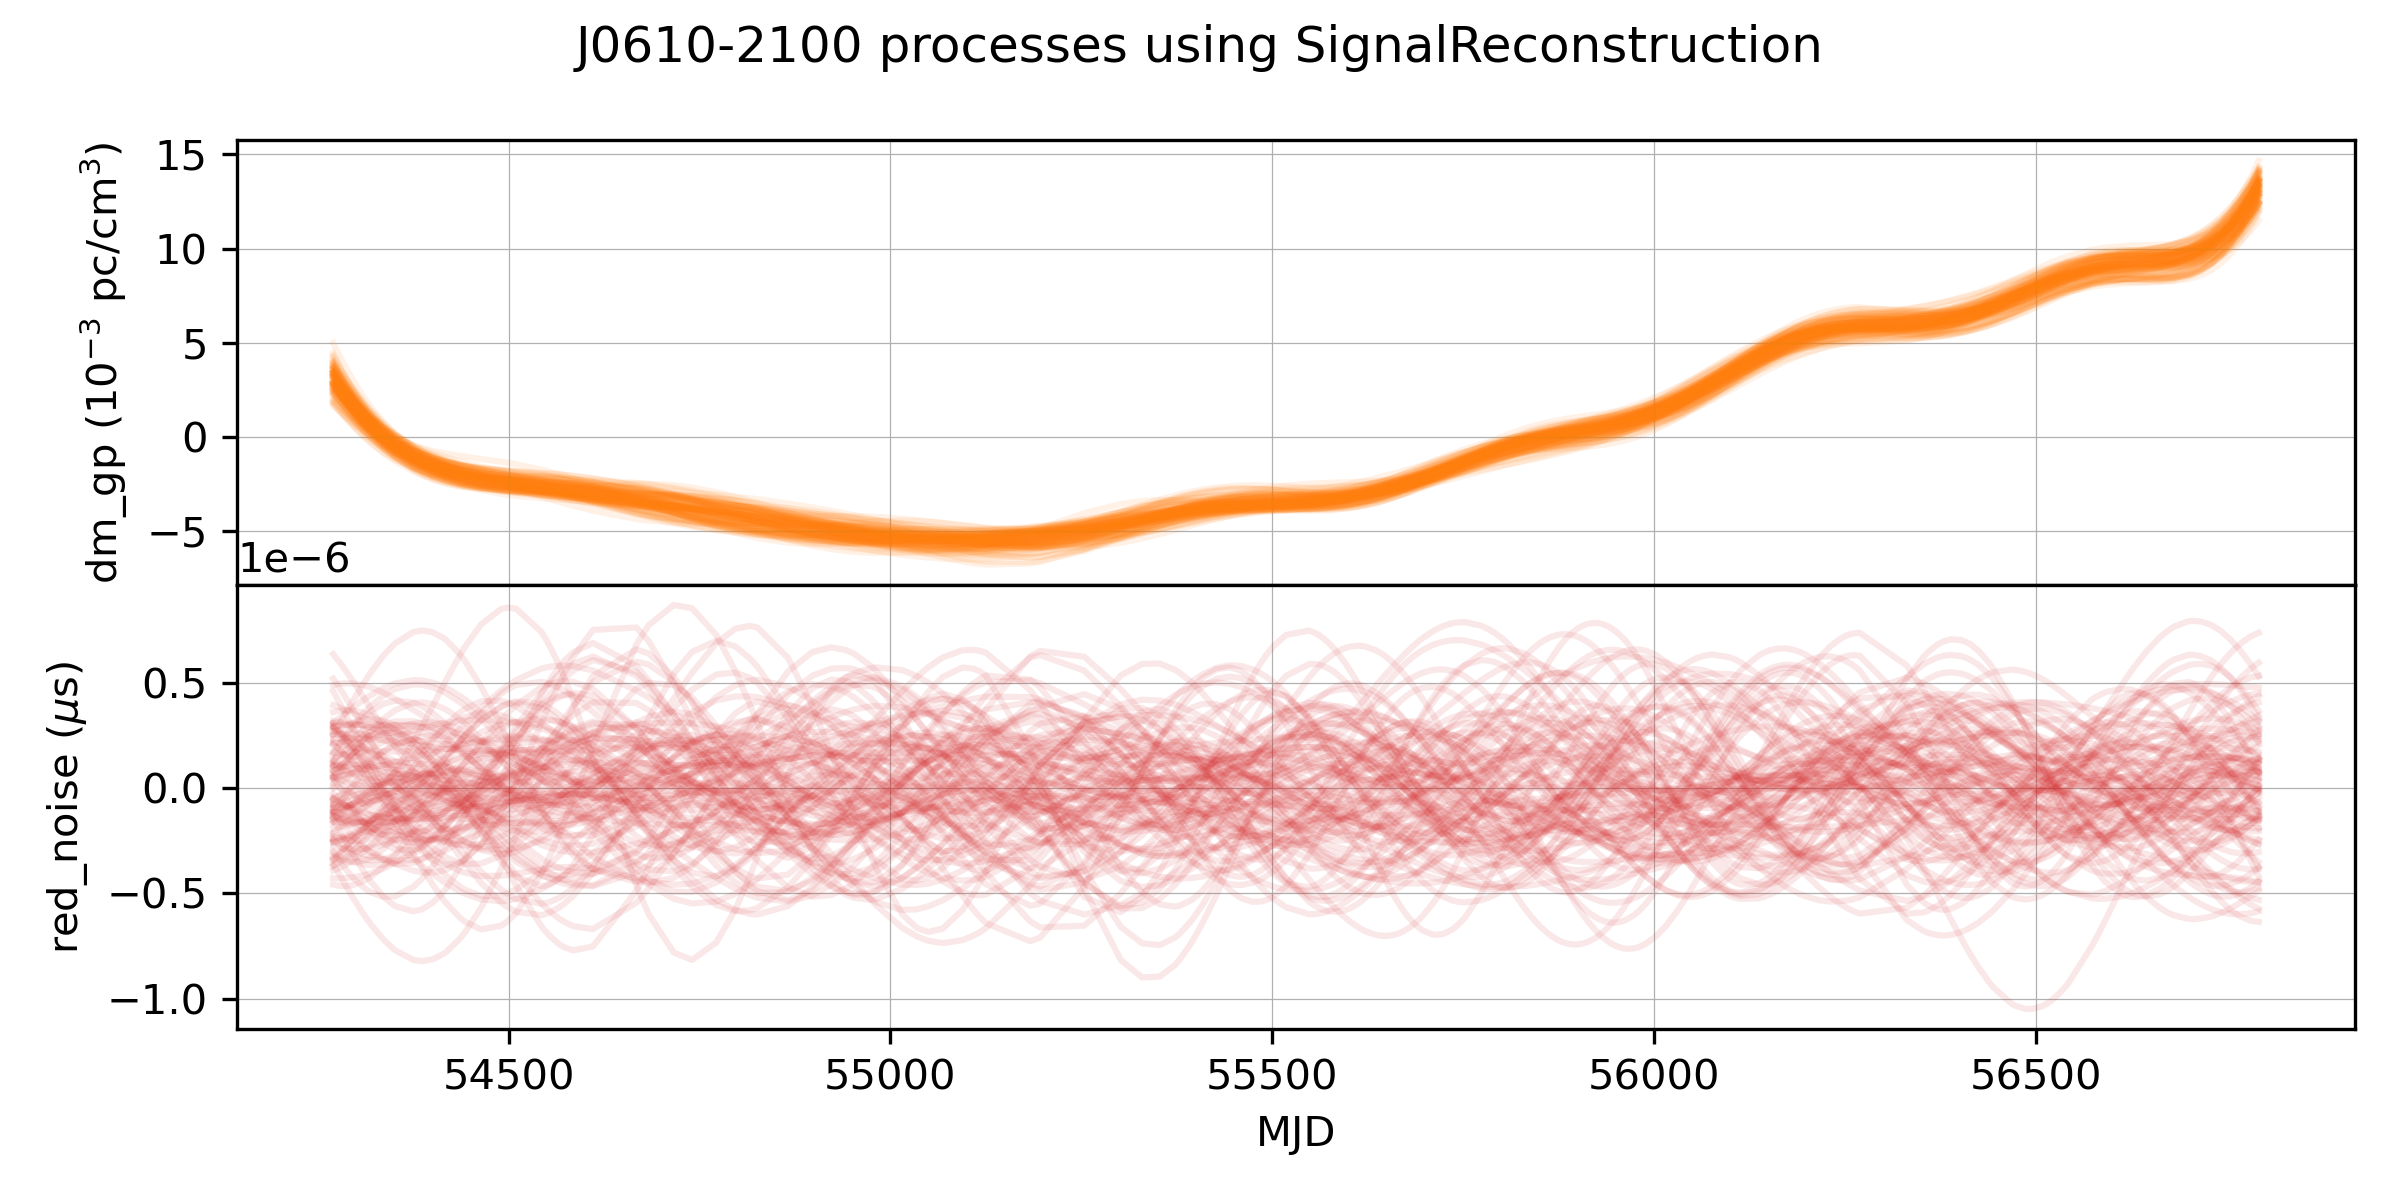 J0610-2100 processes using SignalReconstruction
dm_gp (10⁻³ pc/cm³)
15
10
5
0
−5
1e−6
red_noise (μs)
0.5
0.0
−0.5
−1.0
54500 55000 55500 56000 56500
MJD